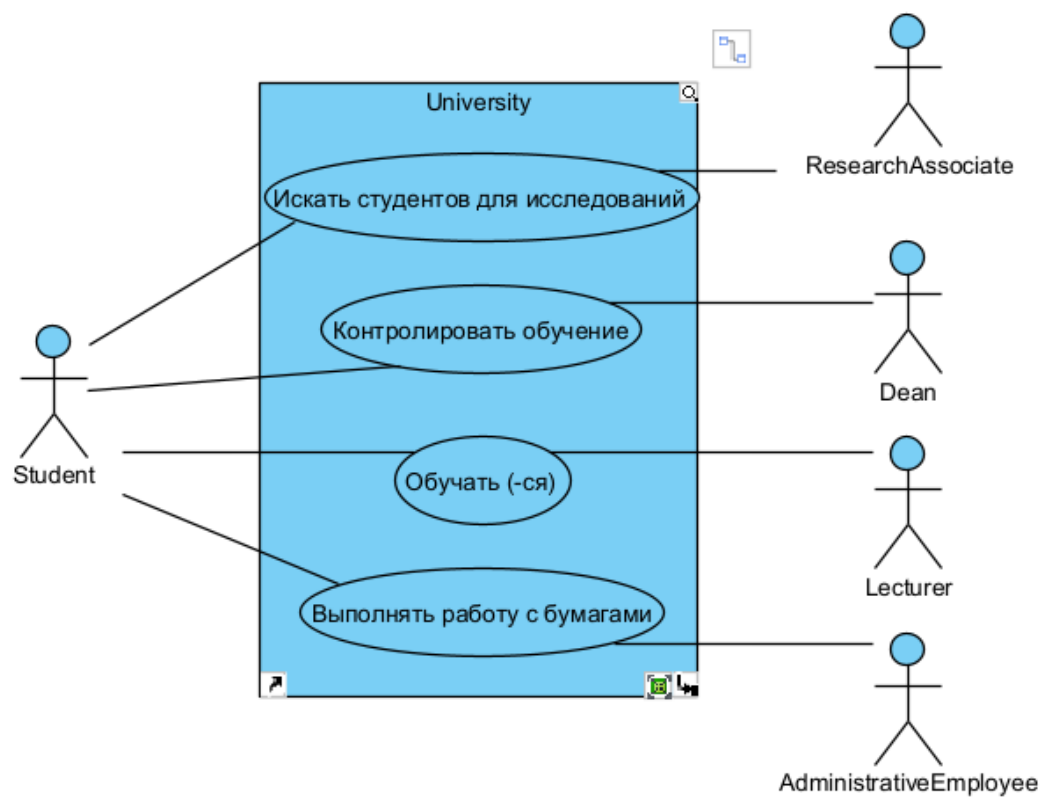 University
Искать студентов для исследований
ResearchAssociate
Контролировать обучение
Dean
Student
Обучать (-ся)
Lecturer
Выполнять работу с бумагами
AdministrativeEmployee